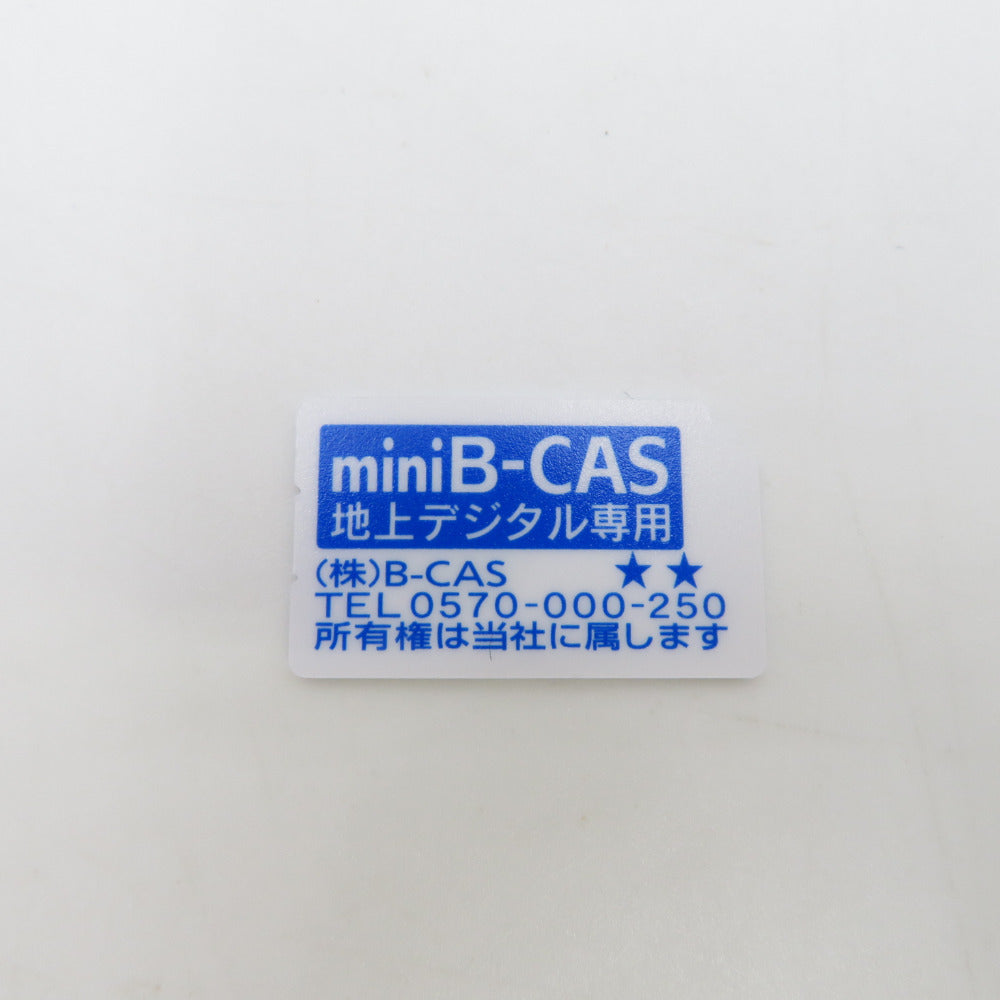 miniB-CAS
地上デジタル専用
(株)B-CAS ★★
TEL 0570-000-250
所有権は当社に属します